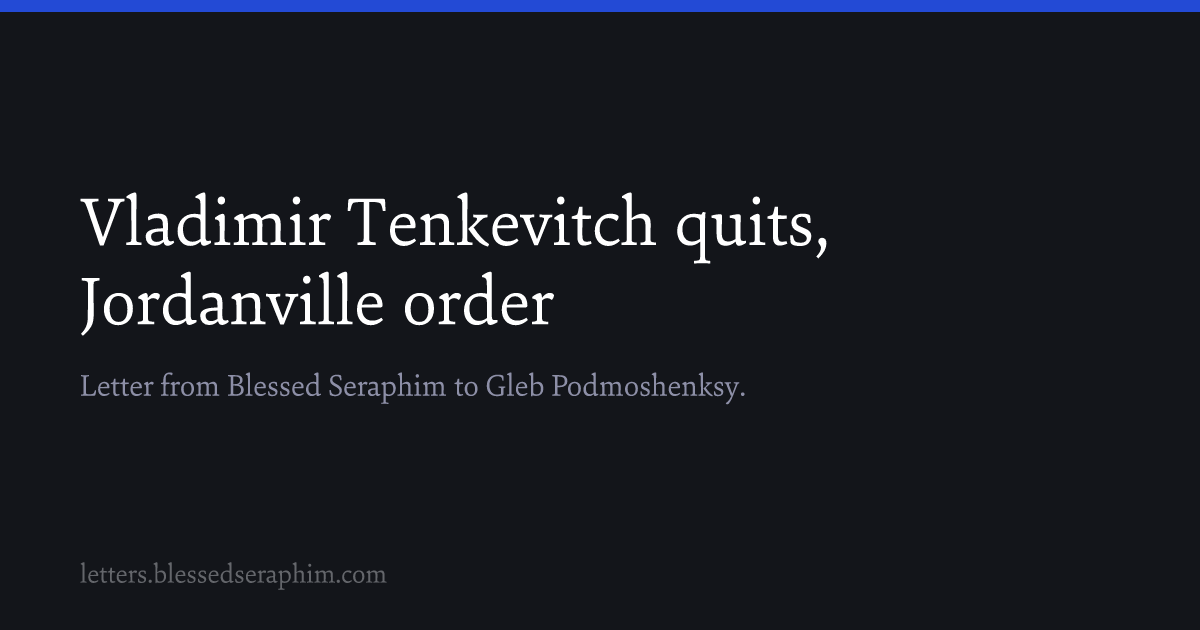 Vladimir Tenkevitch quits,
Jordanville order
Letter from Blessed Seraphim to Gleb Podmoshenksy.
letters.blessedseraphim.com